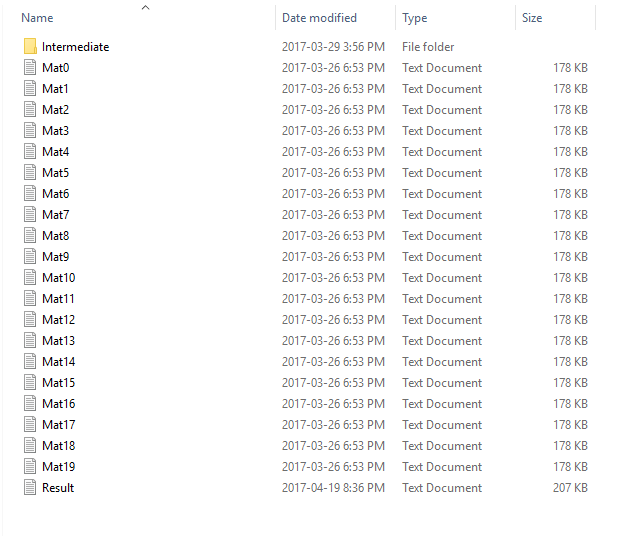 Name Date modified Type Size
Intermediate 2017-03-29 3:56 PM File folder
Mat0 2017-03-26 6:53 PM Text Document 178 KB
Mat1 2017-03-26 6:53 PM Text Document 178 KB
Mat2 2017-03-26 6:53 PM Text Document 178 KB
Mat3 2017-03-26 6:53 PM Text Document 178 KB
Mat4 2017-03-26 6:53 PM Text Document 178 KB
Mat5 2017-03-26 6:53 PM Text Document 178 KB
Mat6 2017-03-26 6:53 PM Text Document 178 KB
Mat7 2017-03-26 6:53 PM Text Document 178 KB
Mat8 2017-03-26 6:53 PM Text Document 178 KB
Mat9 2017-03-26 6:53 PM Text Document 178 KB
Mat10 2017-03-26 6:53 PM Text Document 178 KB
Mat11 2017-03-26 6:53 PM Text Document 178 KB
Mat12 2017-03-26 6:53 PM Text Document 178 KB
Mat13 2017-03-26 6:53 PM Text Document 178 KB
Mat14 2017-03-26 6:53 PM Text Document 178 KB
Mat15 2017-03-26 6:53 PM Text Document 178 KB
Mat16 2017-03-26 6:53 PM Text Document 178 KB
Mat17 2017-03-26 6:53 PM Text Document 178 KB
Mat18 2017-03-26 6:53 PM Text Document 178 KB
Mat19 2017-03-26 6:53 PM Text Document 178 KB
Result 2017-04-19 8:36 PM Text Document 207 KB